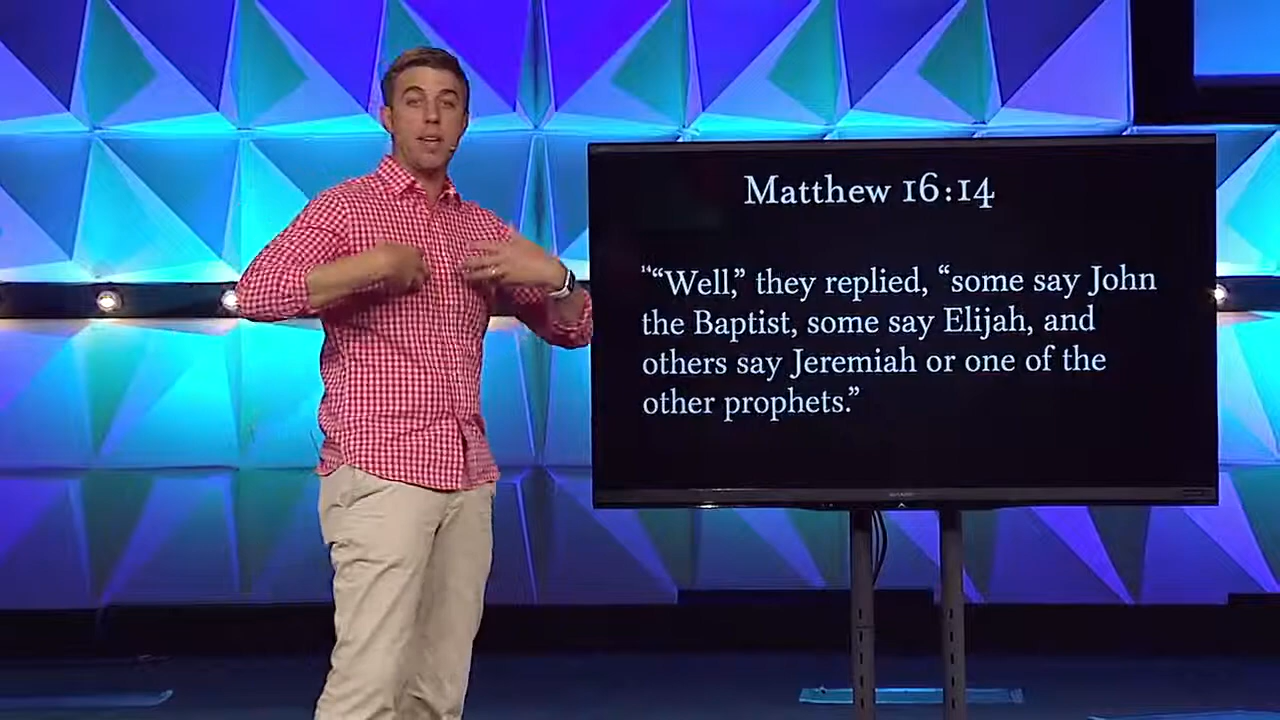 Matthew 16:14
¹⁴“Well,” they replied, “some say John
the Baptist, some say Elijah, and
others say Jeremiah or one of the
other prophets.”